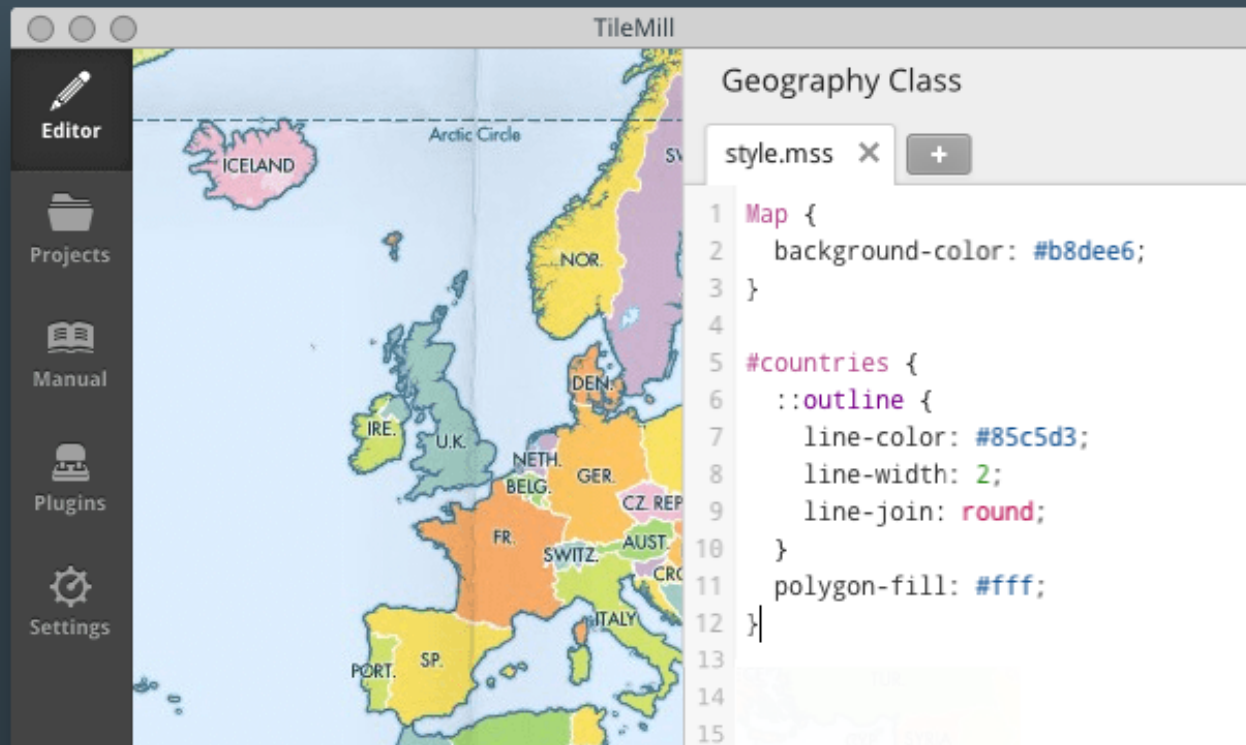 TileMill
Editor
Projects
Manual
Plugins
Settings
Arctic Circle
ICELAND
NOR.
DEN.
IRE.
U.K.
NETH.
BELG.
GER.
CZ. REP
FR.
SWITZ.
AUST.
CRO
ITALY
PORT.
SP.
Geography Class
style.mss ✕ +
1 Map {
2 background-color: #b8dee6;
3 }
4
5 #countries {
6 ::outline {
7 line-color: #85c5d3;
8 line-width: 2;
9 line-join: round;
10 }
11 polygon-fill: #fff;
12 }
13
14
15